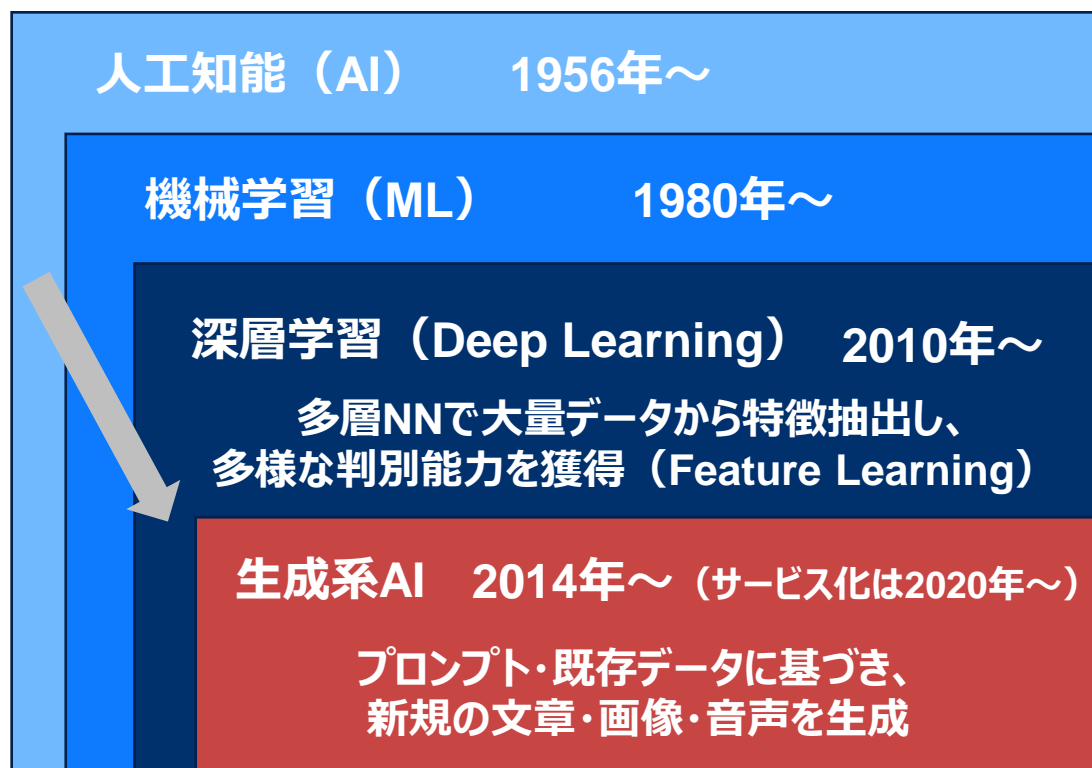 人工知能（AI）　1956年～
機械学習（ML）　1980年～
深層学習（Deep Learning）　2010年～
多層NNで大量データから特徴抽出し、
多様な判別能力を獲得（Feature Learning）
生成系AI　2014年～（サービス化は2020年～）
プロンプト・既存データに基づき、
新規の文章・画像・音声を生成